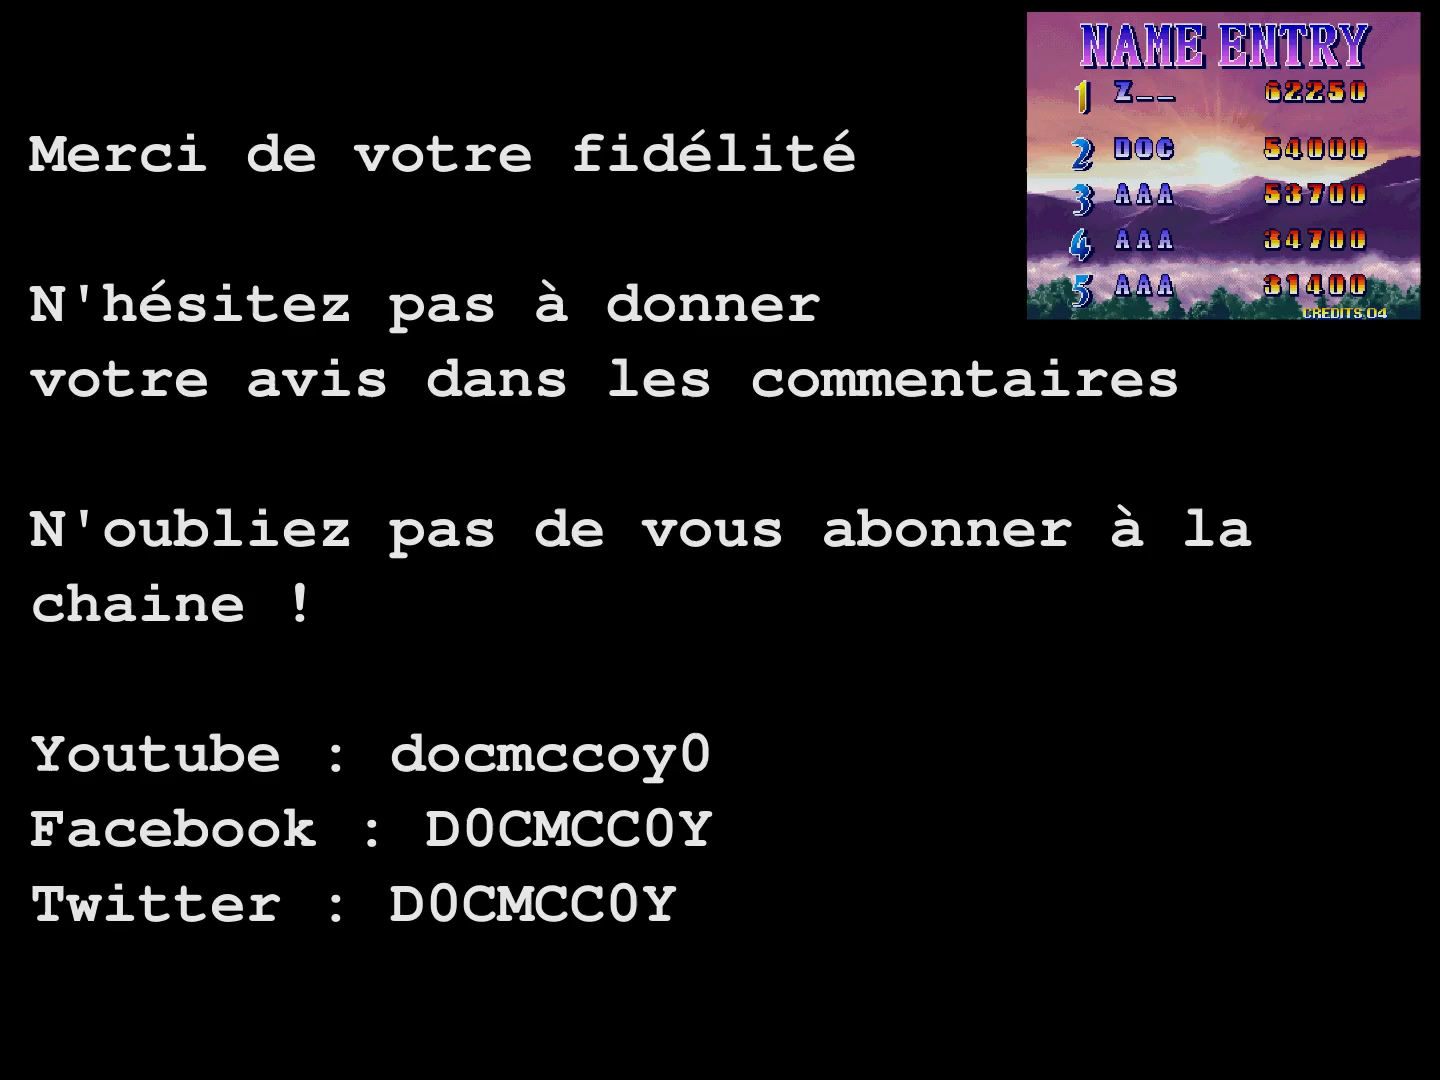 Merci de votre fidélité
N'hésitez pas à donner
votre avis dans les commentaires
N'oubliez pas de vous abonner à la
chaine !
Youtube : docmccoy0
Facebook : D0CMCC0Y
Twitter : D0CMCC0Y
NAME ENTRY
1 Z__ 62250
2 DOC 54000
3 AAA 53700
4 AAA 34700
5 AAA 31400
CREDITS.04